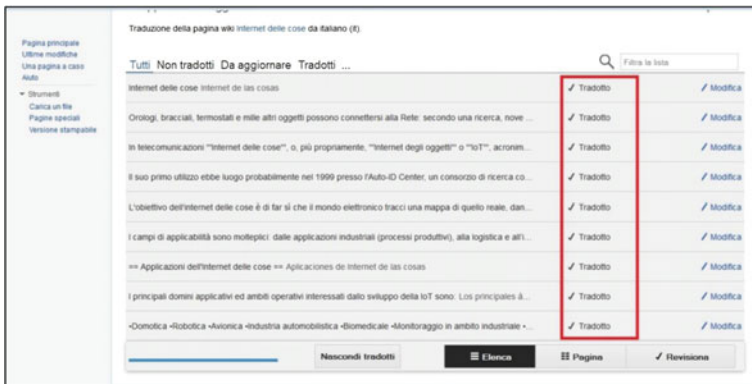 Traduzione della pagina wiki Internet delle cose da italiano (it).
Pagina principale
Ultime modifiche
Una pagina a caso
Aiuto
Strumenti
Carica un file
Pagine speciali
Versione stampabile
Tutti Non tradotti Da aggiornare Tradotti ... Filtra la lista
Internet delle cose Internet de las cosas ✓ Tradotto Modifica
Orologi, bracciali, termostati e mille altri oggetti possono connettersi alla Rete: secondo una ricerca, nove ... ✓ Tradotto Modifica
In telecomunicazioni '''Internet delle cose''', o, più propriamente, '''Internet degli oggetti''' o '''IoT''', acronim... ✓ Tradotto Modifica
Il suo primo utilizzo ebbe luogo probabilmente nel 1999 presso l'Auto-ID Center, un consorzio di ricerca co... ✓ Tradotto Modifica
L'obiettivo dell'internet delle cose è di far sì che il mondo elettronico tracci una mappa di quello reale, dan... ✓ Tradotto Modifica
I campi di applicabilità sono molteplici: dalle applicazioni industriali (processi produttivi), alla logistica e all'i... ✓ Tradotto Modifica
== Applicazioni dell'Internet delle cose == Aplicaciones de Internet de las cosas ✓ Tradotto Modifica
I principali domini applicativi ed ambiti operativi interessati dallo sviluppo della IoT sono: Los principales á... ✓ Tradotto Modifica
•Domotica •Robotica •Avionica •Industria automobilistica •Biomedicale •Monitoraggio in ambito industriale •... ✓ Tradotto Modifica
Nascondi tradotti Elenca Pagina ✓ Revisiona